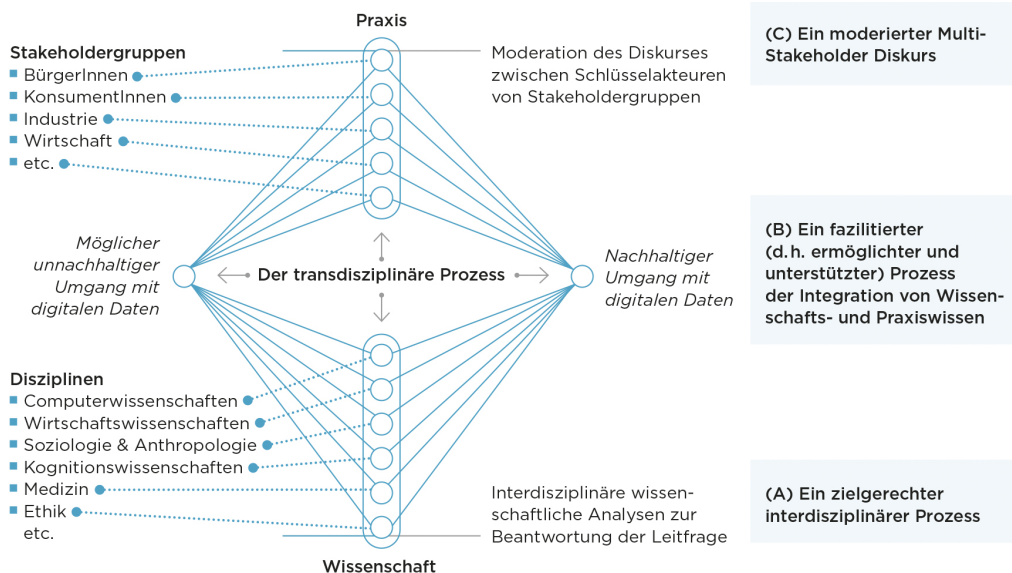 Praxis
Stakeholdergruppen
BürgerInnen
KonsumentInnen
Industrie
Wirtschaft
etc.
Moderation des Diskurses
zwischen Schlüsselakteuren
von Stakeholdergruppen
(C) Ein moderierter Multi-
Stakeholder Diskurs
Möglicher
unnachhaltiger
Umgang mit
digitalen Daten
Der transdisziplinäre Prozess
Nachhaltiger
Umgang mit
digitalen Daten
(B) Ein fazilitierter
(d. h. ermöglichter und
unterstützter) Prozess
der Integration von Wissen-
schafts- und Praxiswissen
Disziplinen
Computerwissenschaften
Wirtschaftswissenschaften
Soziologie & Anthropologie
Kognitionswissenschaften
Medizin
Ethik
etc.
Interdisziplinäre wissen-
schaftliche Analysen zur
Beantwortung der Leitfrage
(A) Ein zielgerechter
interdisziplinärer Prozess
Wissenschaft